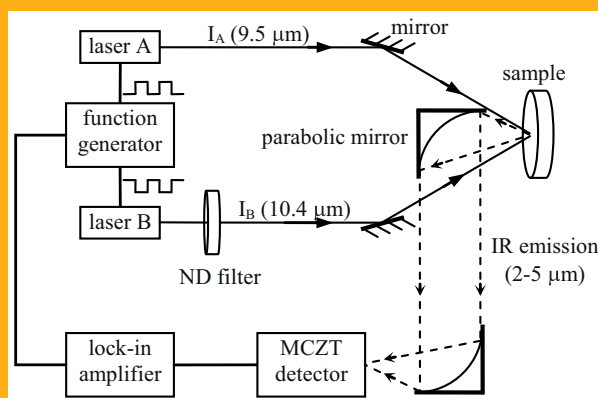 laser A
I_A (9.5 μm)
mirror
sample
function
generator
parabolic mirror
laser B
I_B (10.4 μm)
ND filter
IR emission
(2-5 μm)
lock-in
amplifier
MCZT
detector